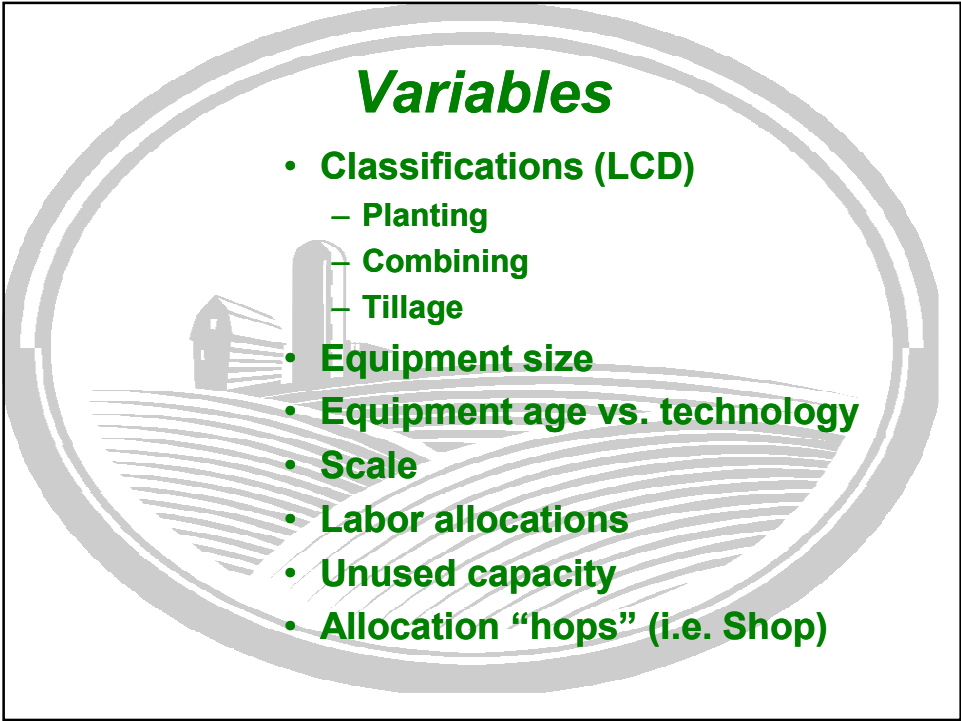 Variables
• Classifications (LCD)
– Planting
– Combining
– Tillage
• Equipment size
• Equipment age vs. technology
• Scale
• Labor allocations
• Unused capacity
• Allocation “hops” (i.e. Shop)